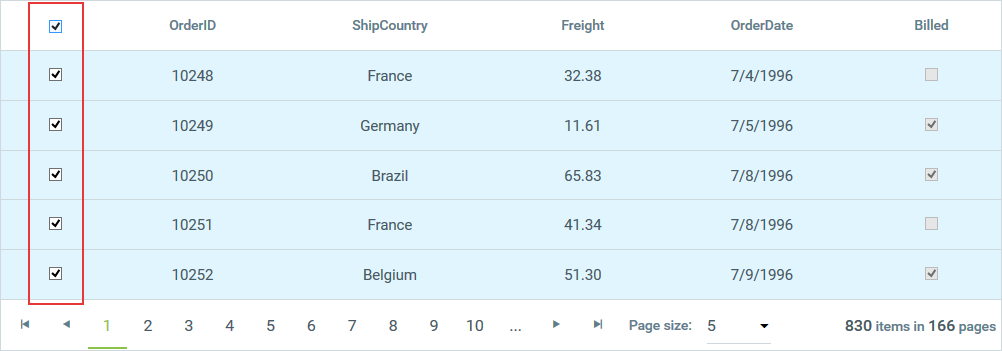 OrderID ShipCountry Freight OrderDate Billed
10248 France 32.38 7/4/1996
10249 Germany 11.61 7/5/1996
10250 Brazil 65.83 7/8/1996
10251 France 41.34 7/8/1996
10252 Belgium 51.30 7/9/1996
1 2 3 4 5 6 7 8 9 10 ... Page size: 5 830 items in 166 pages